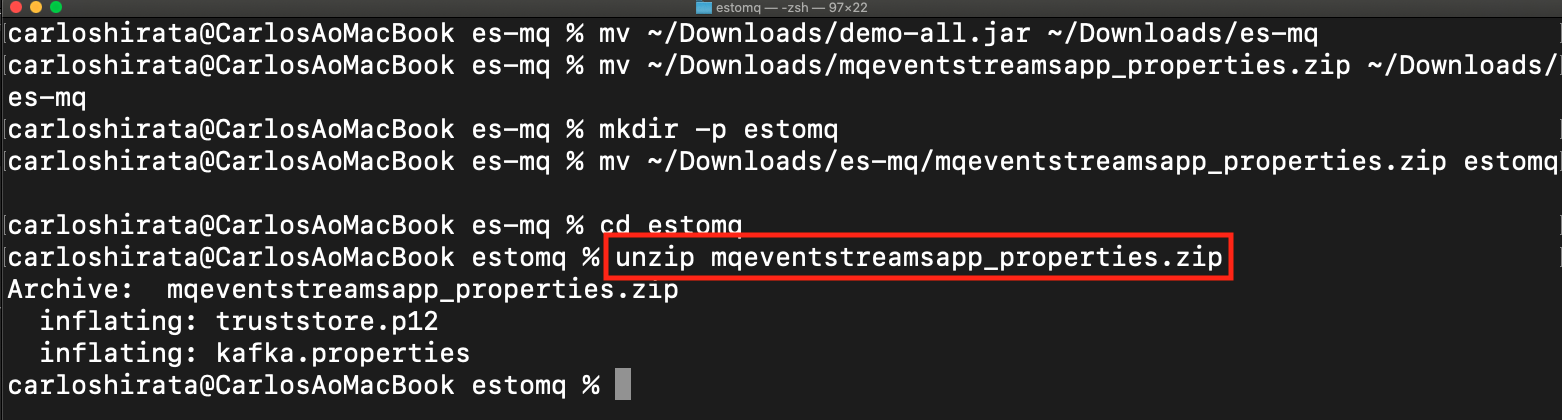 estomq — -zsh — 97×22
carloshirata@CarlosAoMacBook es-mq % mv ~/Downloads/demo-all.jar ~/Downloads/es-mq
carloshirata@CarlosAoMacBook es-mq % mv ~/Downloads/mqeventstreamsapp_properties.zip ~/Downloads/
es-mq
carloshirata@CarlosAoMacBook es-mq % mkdir -p estomq
carloshirata@CarlosAoMacBook es-mq % mv ~/Downloads/es-mq/mqeventstreamsapp_properties.zip estomq
carloshirata@CarlosAoMacBook es-mq % cd estomq
carloshirata@CarlosAoMacBook estomq % unzip mqeventstreamsapp_properties.zip
Archive:  mqeventstreamsapp_properties.zip
  inflating: truststore.p12
  inflating: kafka.properties
carloshirata@CarlosAoMacBook estomq %